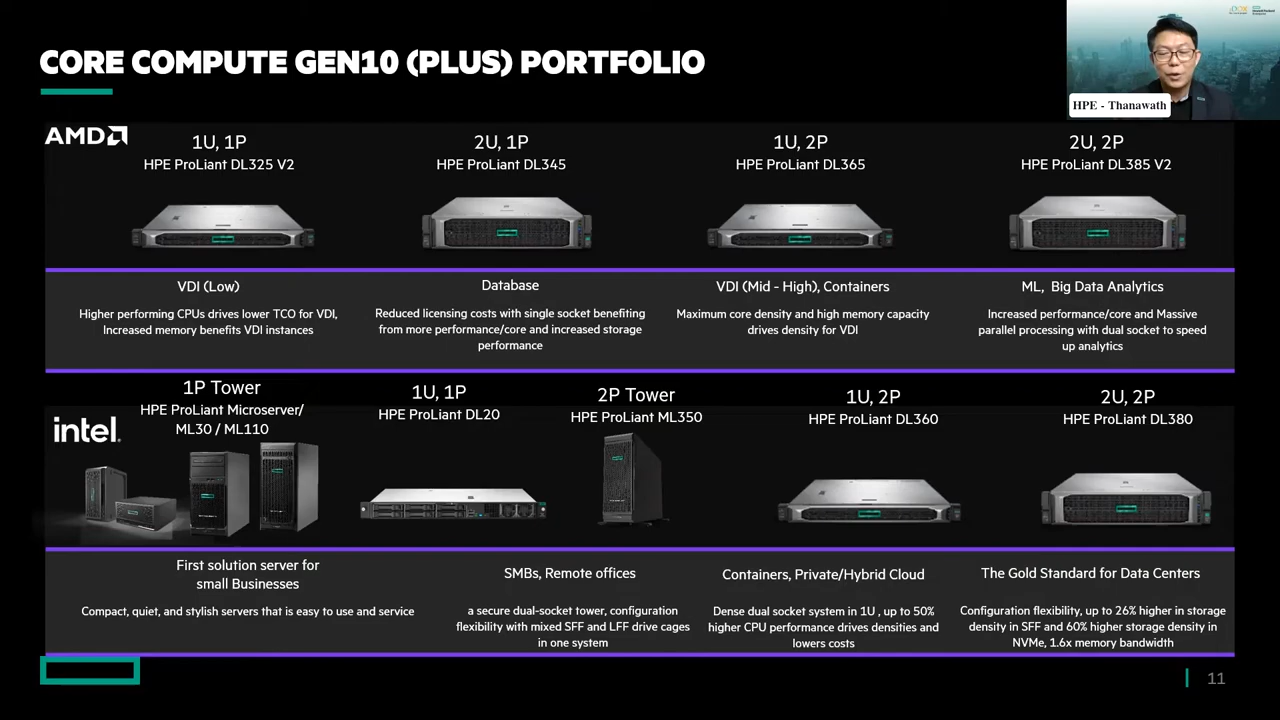 CORE COMPUTE GEN10 (PLUS) PORTFOLIO
HPE - Thanawath
AMD
1U, 1P
HPE ProLiant DL325 V2
2U, 1P
HPE ProLiant DL345
1U, 2P
HPE ProLiant DL365
2U, 2P
HPE ProLiant DL385 V2
VDI (Low)
Higher performing CPUs drives lower TCO for VDI,
Increased memory benefits VDI instances
Database
Reduced licensing costs with single socket benefiting
from more performance/core and increased storage
performance
VDI (Mid - High), Containers
Maximum core density and high memory capacity
drives density for VDI
ML, Big Data Analytics
Increased performance/core and Massive
parallel processing with dual socket to speed
up analytics
intel.
1P Tower
HPE ProLiant Microserver/
ML30 / ML110
1U, 1P
HPE ProLiant DL20
2P Tower
HPE ProLiant ML350
1U, 2P
HPE ProLiant DL360
2U, 2P
HPE ProLiant DL380
First solution server for
small Businesses
Compact, quiet, and stylish servers that is easy to use and service
SMBs, Remote offices
a secure dual-socket tower, configuration
flexibility with mixed SFF and LFF drive cages
in one system
Containers, Private/Hybrid Cloud
Dense dual socket system in 1U , up to 50%
higher CPU performance drives densities and
lowers costs
The Gold Standard for Data Centers
Configuration flexibility, up to 26% higher in storage
density in SFF and 60% higher storage density in
NVMe, 1.6x memory bandwidth
11